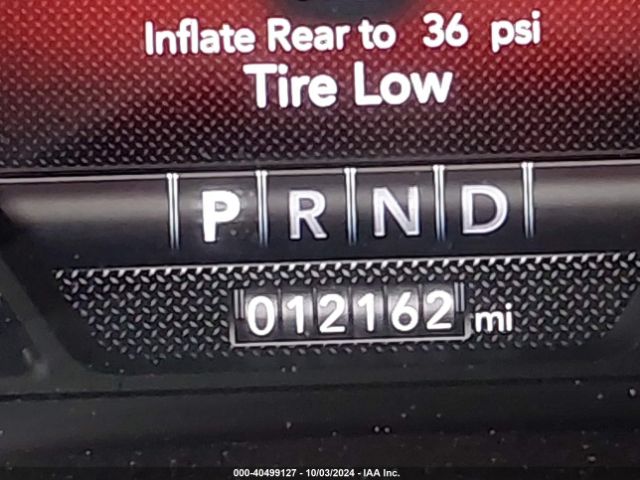 Inflate Rear to 36 psi
Tire Low
P R N D
012162 mi
000-40499127 - 10/03/2024 - IAA Inc.